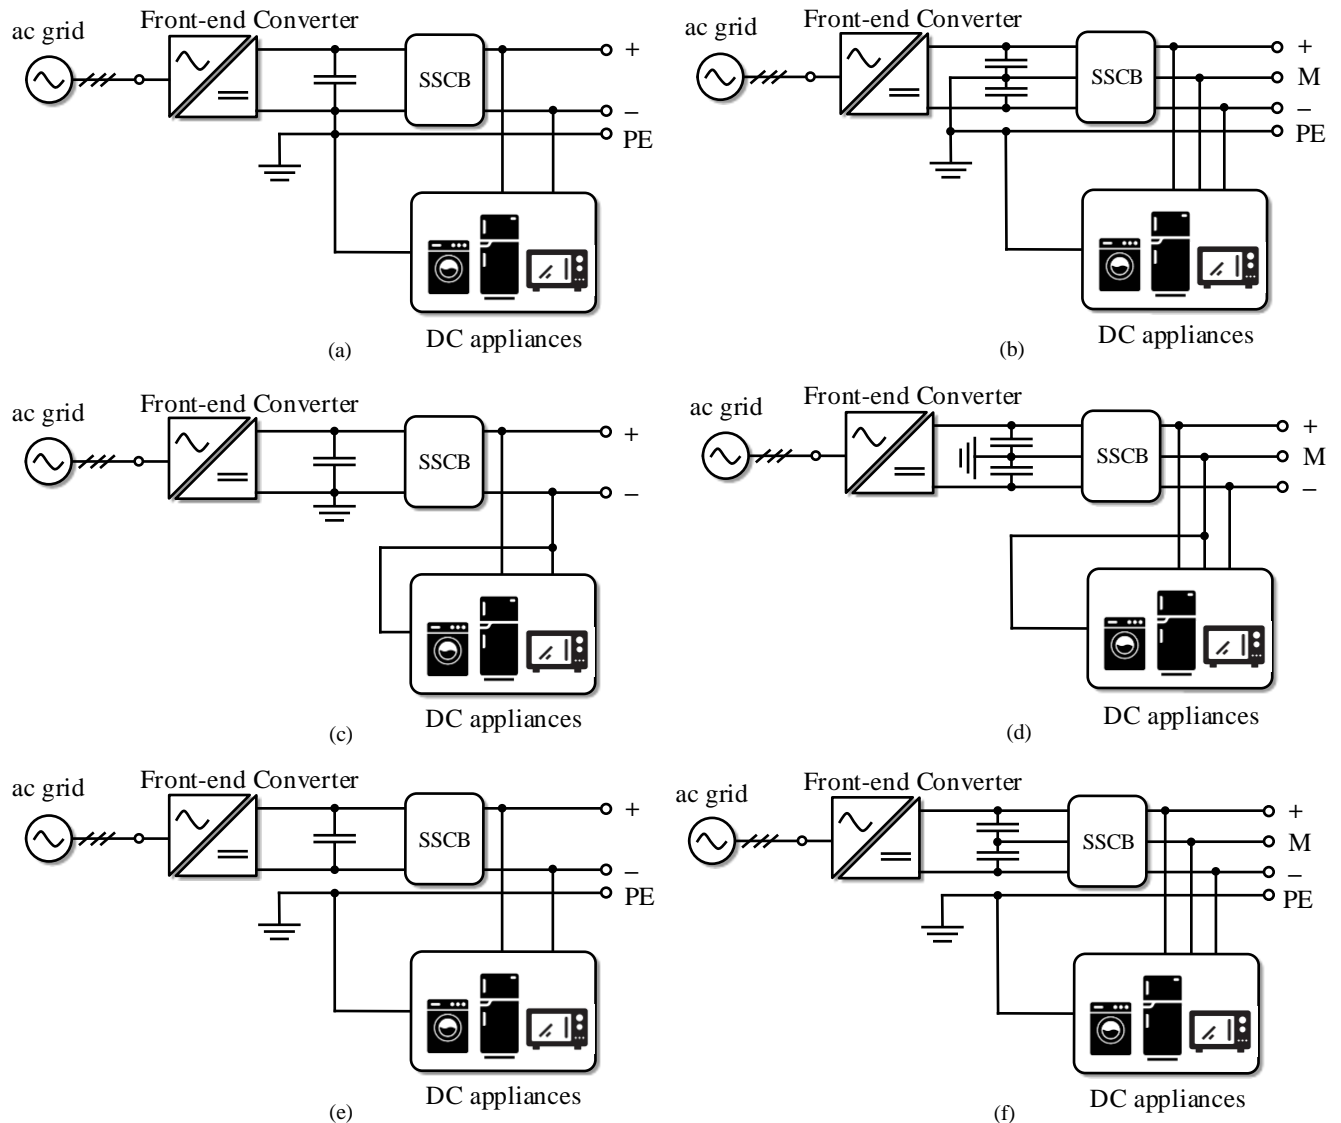 ac grid
Front-end Converter
SSCB
+
–
PE
DC appliances
(a)
ac grid
Front-end Converter
SSCB
+
M
–
PE
DC appliances
(b)
ac grid
Front-end Converter
SSCB
+
–
DC appliances
(c)
ac grid
Front-end Converter
SSCB
+
M
–
DC appliances
(d)
ac grid
Front-end Converter
SSCB
+
–
PE
DC appliances
(e)
ac grid
Front-end Converter
SSCB
+
M
–
PE
DC appliances
(f)